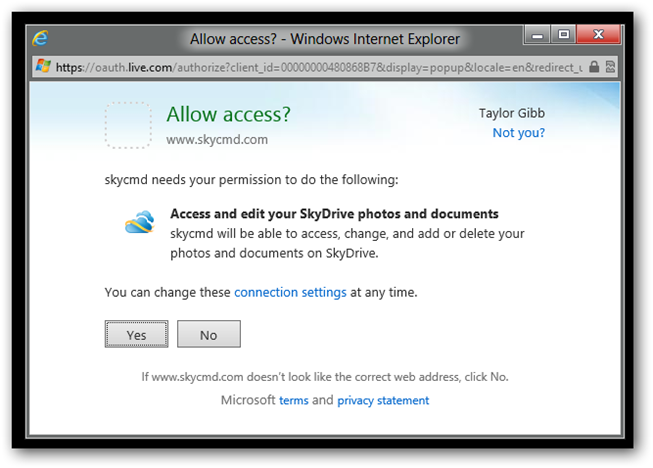 Allow access? - Windows Internet Explorer
https://oauth.live.com/authorize?client_id=00000000480868B7&display=popup&locale=en&redirect_u
Allow access?
Taylor Gibb
www.skycmd.com
Not you?
skycmd needs your permission to do the following:
Access and edit your SkyDrive photos and documents
skycmd will be able to access, change, and add or delete your
photos and documents on SkyDrive.
You can change these connection settings at any time.
Yes
No
If www.skycmd.com doesn't look like the correct web address, click No.
Microsoft terms and privacy statement